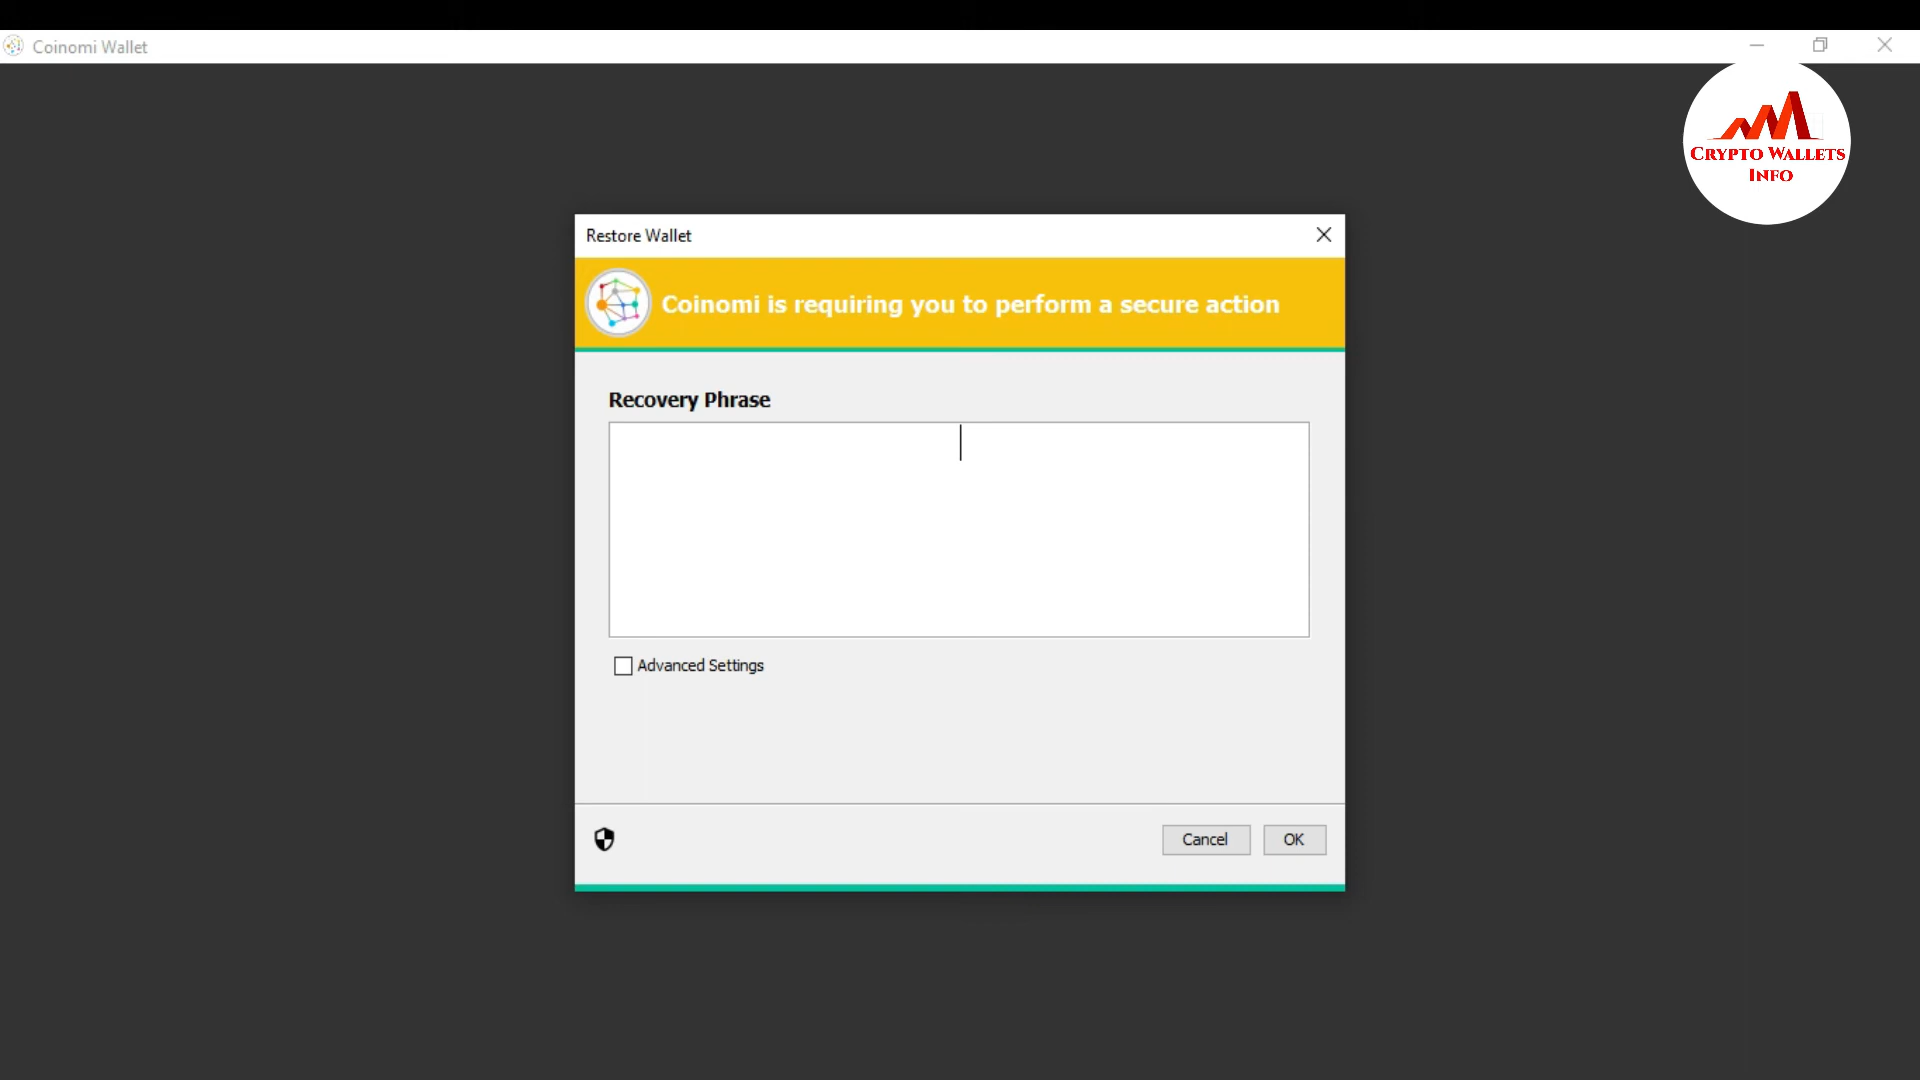 Coinomi Wallet
CRYPTO WALLETS
INFO
Restore Wallet
Coinomi is requiring you to perform a secure action
Recovery Phrase
Advanced Settings
Cancel
OK